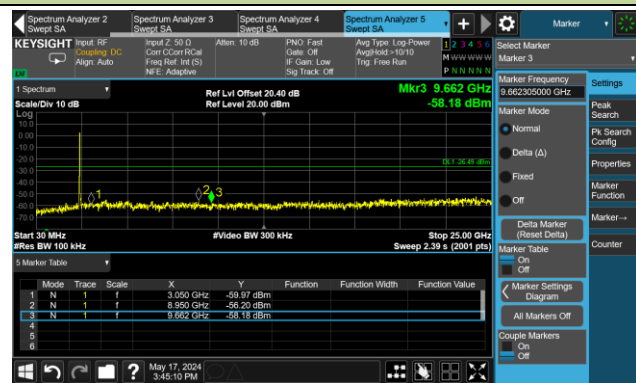 Spectrum Analyzer 2
Swept SA
Spectrum Analyzer 3
Swept SA
Spectrum Analyzer 4
Swept SA
Spectrum Analyzer 5
Swept SA
Marker
KEYSIGHT
Input: RF
Coupling: DC
Align: Auto
Input Z: 50 Ω
Corr CCorr RCal
Freq Ref: Int (S)
NFE: Adaptive
Atten: 10 dB
PNO: Fast
Gate: Off
IF Gain: Low
Sig Track: Off
Avg Type: Log-Power
Avg|Hold:>10/10
Trig: Free Run
1 2 3 4 5 6
M W W W W W
P N N N N N
LV
Select Marker
Marker 3
1 Spectrum
Scale/Div 10 dB
Log
Ref Lvl Offset 20.40 dB
Ref Level 20.00 dBm
Mkr3 9.662 GHz
-58.18 dBm
10.0
0.00
-10.0
-20.0
-30.0
-40.0
-50.0
-60.0
-70.0
DL1 -26.49 dBm
1
2
3
Start 30 MHz
#Res BW 100 kHz
#Video BW 300 kHz
Stop 25.00 GHz
Sweep 2.39 s (2001 pts)
5 Marker Table
Mode Trace Scale X Y Function Function Width Function Value
1 N 1 f 3.050 GHz -59.97 dBm
2 N 1 f 8.950 GHz -56.20 dBm
3 N 1 f 9.662 GHz -58.18 dBm
4
5
6
Marker Frequency
9.662305000 GHz
Marker Mode
Normal
Delta (Δ)
Fixed
Off
Delta Marker
(Reset Delta)
Marker Table
On
Off
Marker Settings
Diagram
All Markers Off
Couple Markers
On
Off
Settings
Peak
Search
Pk Search
Config
Properties
Marker
Function
Marker→
Counter
May 17, 2024
3:45:10 PM